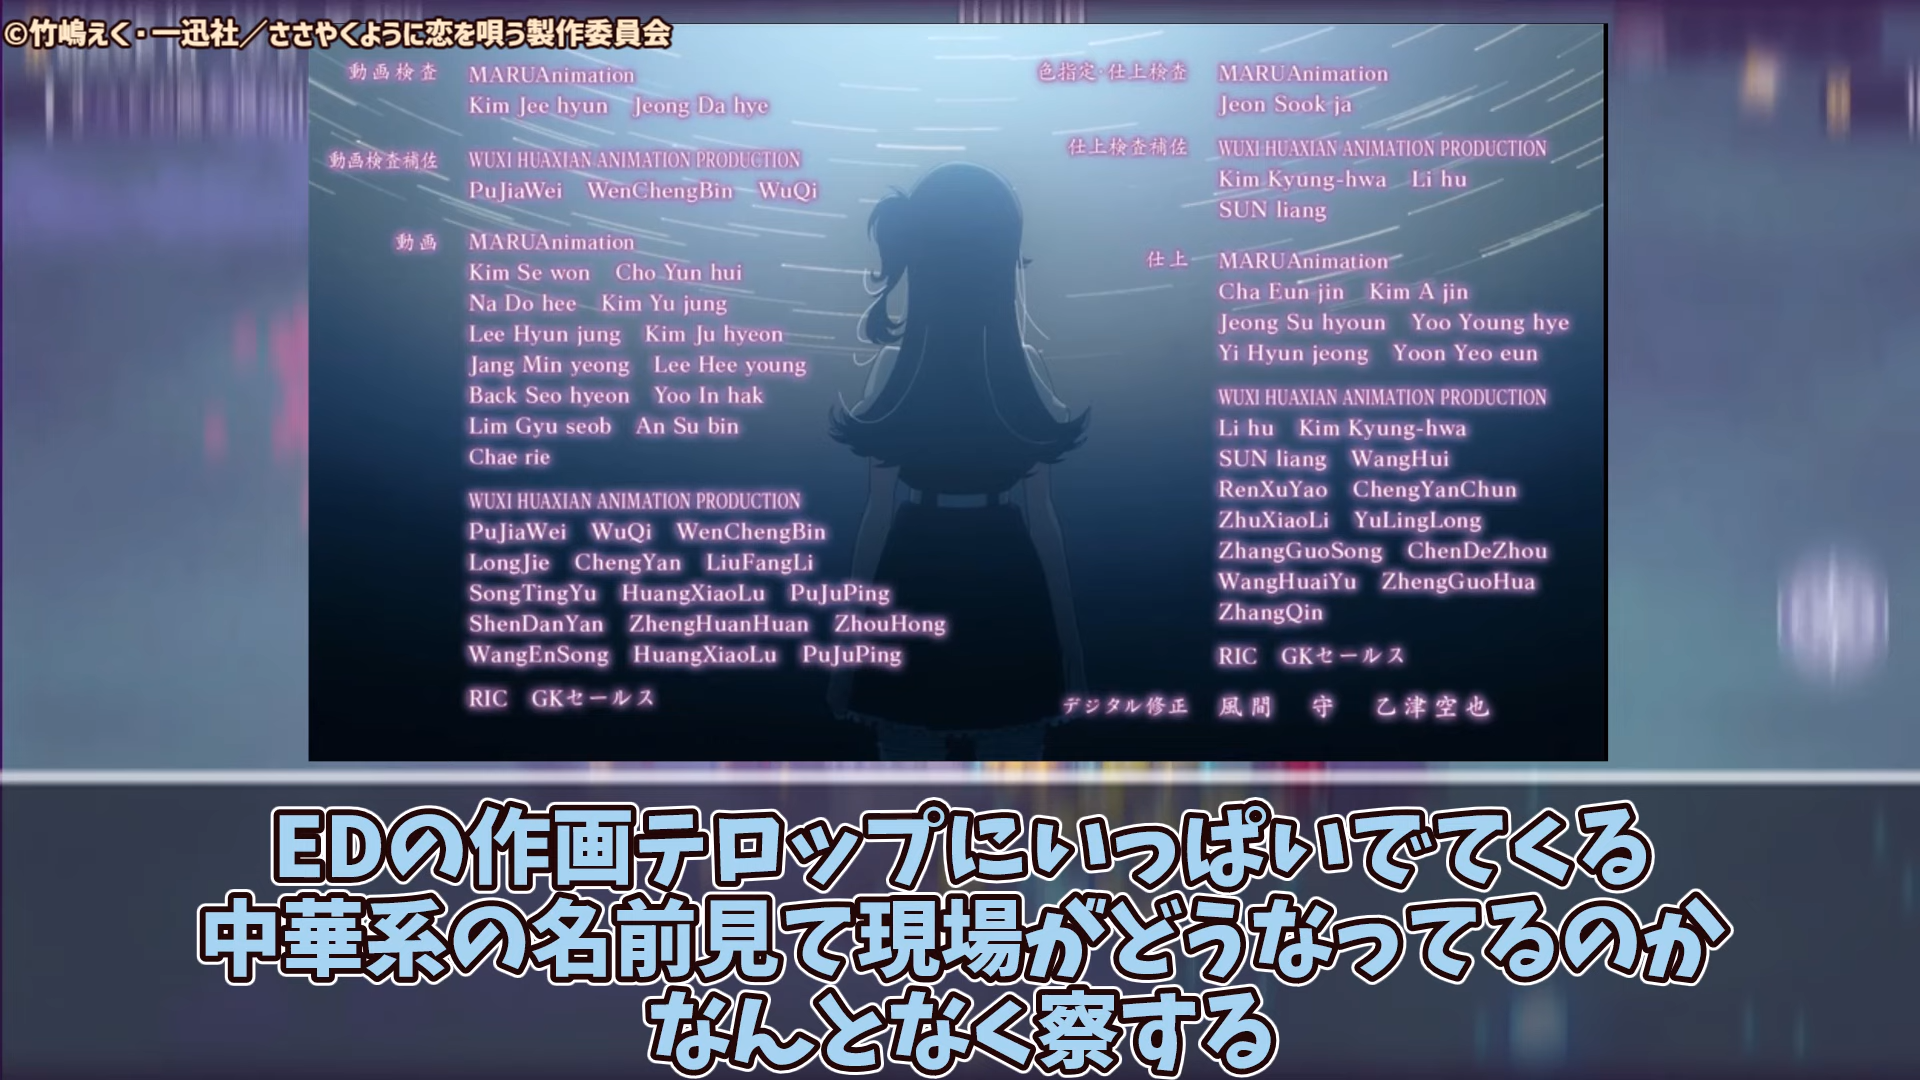 ©竹嶋えく・一迅社／ささやくように恋を唄う製作委員会
動画検査 MARUAnimation
Kim Jee hyun Jeong Da hye
動画検査補佐 WUXI HUAXIAN ANIMATION PRODUCTION
PuJiaWei WenChengBin WuQi
動画 MARUAnimation
Kim Se won Cho Yun hui
Na Do hee Kim Yu jung
Lee Hyun jung Kim Ju hyeon
Jang Min yeong Lee Hee young
Back Seo hyeon Yoo In hak
Lim Gyu seob An Su bin
Chae rie
WUXI HUAXIAN ANIMATION PRODUCTION
PuJiaWei WuQi WenChengBin
LongJie ChengYan LiuFangLi
SongTingYu HuangXiaoLu PuJuPing
ShenDanYan ZhengHuanHuan ZhouHong
WangEnSong HuangXiaoLu PuJuPing
RIC GKセールス
色指定・仕上検査 MARUAnimation
Jeon Sook ja
仕上検査補佐 WUXI HUAXIAN ANIMATION PRODUCTION
Kim Kyung-hwa Li hu
SUN liang
仕上 MARUAnimation
Cha Eun jin Kim A jin
Jeong Su hyoun Yoo Young hye
Yi Hyun jeong Yoon Yeo eun
WUXI HUAXIAN ANIMATION PRODUCTION
Li hu Kim Kyung-hwa
SUN liang WangHui
RenXuYao ChengYanChun
ZhuXiaoLi YuLingLong
ZhangGuoSong ChenDeZhou
WangHuaiYu ZhengGuoHua
ZhangQin
RIC GKセールス
デジタル修正 風間 守 乙津空也
EDの作画テロップにいっぱいでてくる
中華系の名前見て現場がどうなってるのか
なんとなく察する